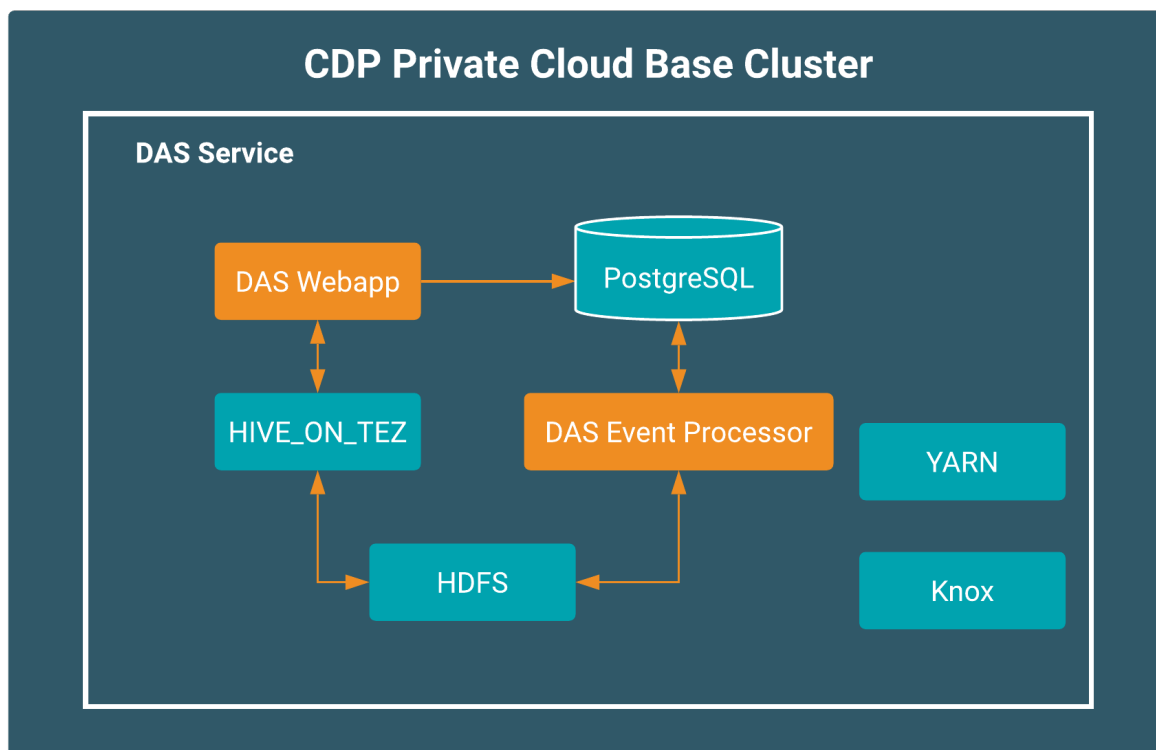 CDP Private Cloud Base Cluster
DAS Service
DAS Webapp
PostgreSQL
HIVE_ON_TEZ
DAS Event Processor
YARN
HDFS
Knox